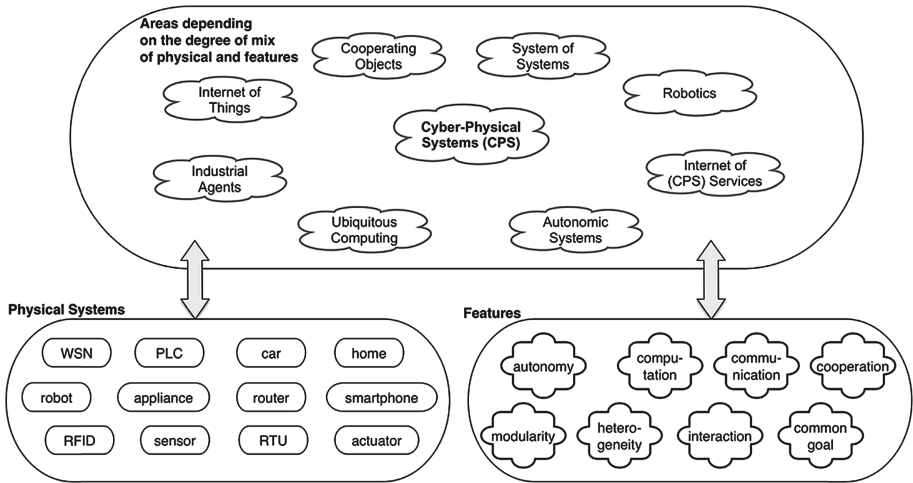 Areas depending
on the degree of mix
of physical and features
Cooperating
Objects
System of
Systems
Internet of
Things
Robotics
Cyber-Physical
Systems (CPS)
Industrial
Agents
Internet of
(CPS) Services
Ubiquitous
Computing
Autonomic
Systems
Physical Systems
WSN
PLC
car
home
robot
appliance
router
smartphone
RFID
sensor
RTU
actuator
Features
autonomy
compu-
tation
commu-
nication
cooperation
modularity
hetero-
geneity
interaction
common
goal